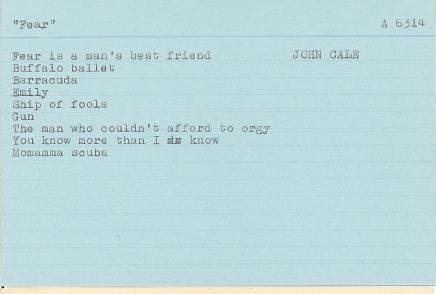 "Fear" A 6314
Fear is a man's best friend JOHN CALE
Buffalo ballet
Barracuda
Emily
Ship of fools
Gun
The man who couldn't afford to orgy
You know more than I know
Momamma scuba